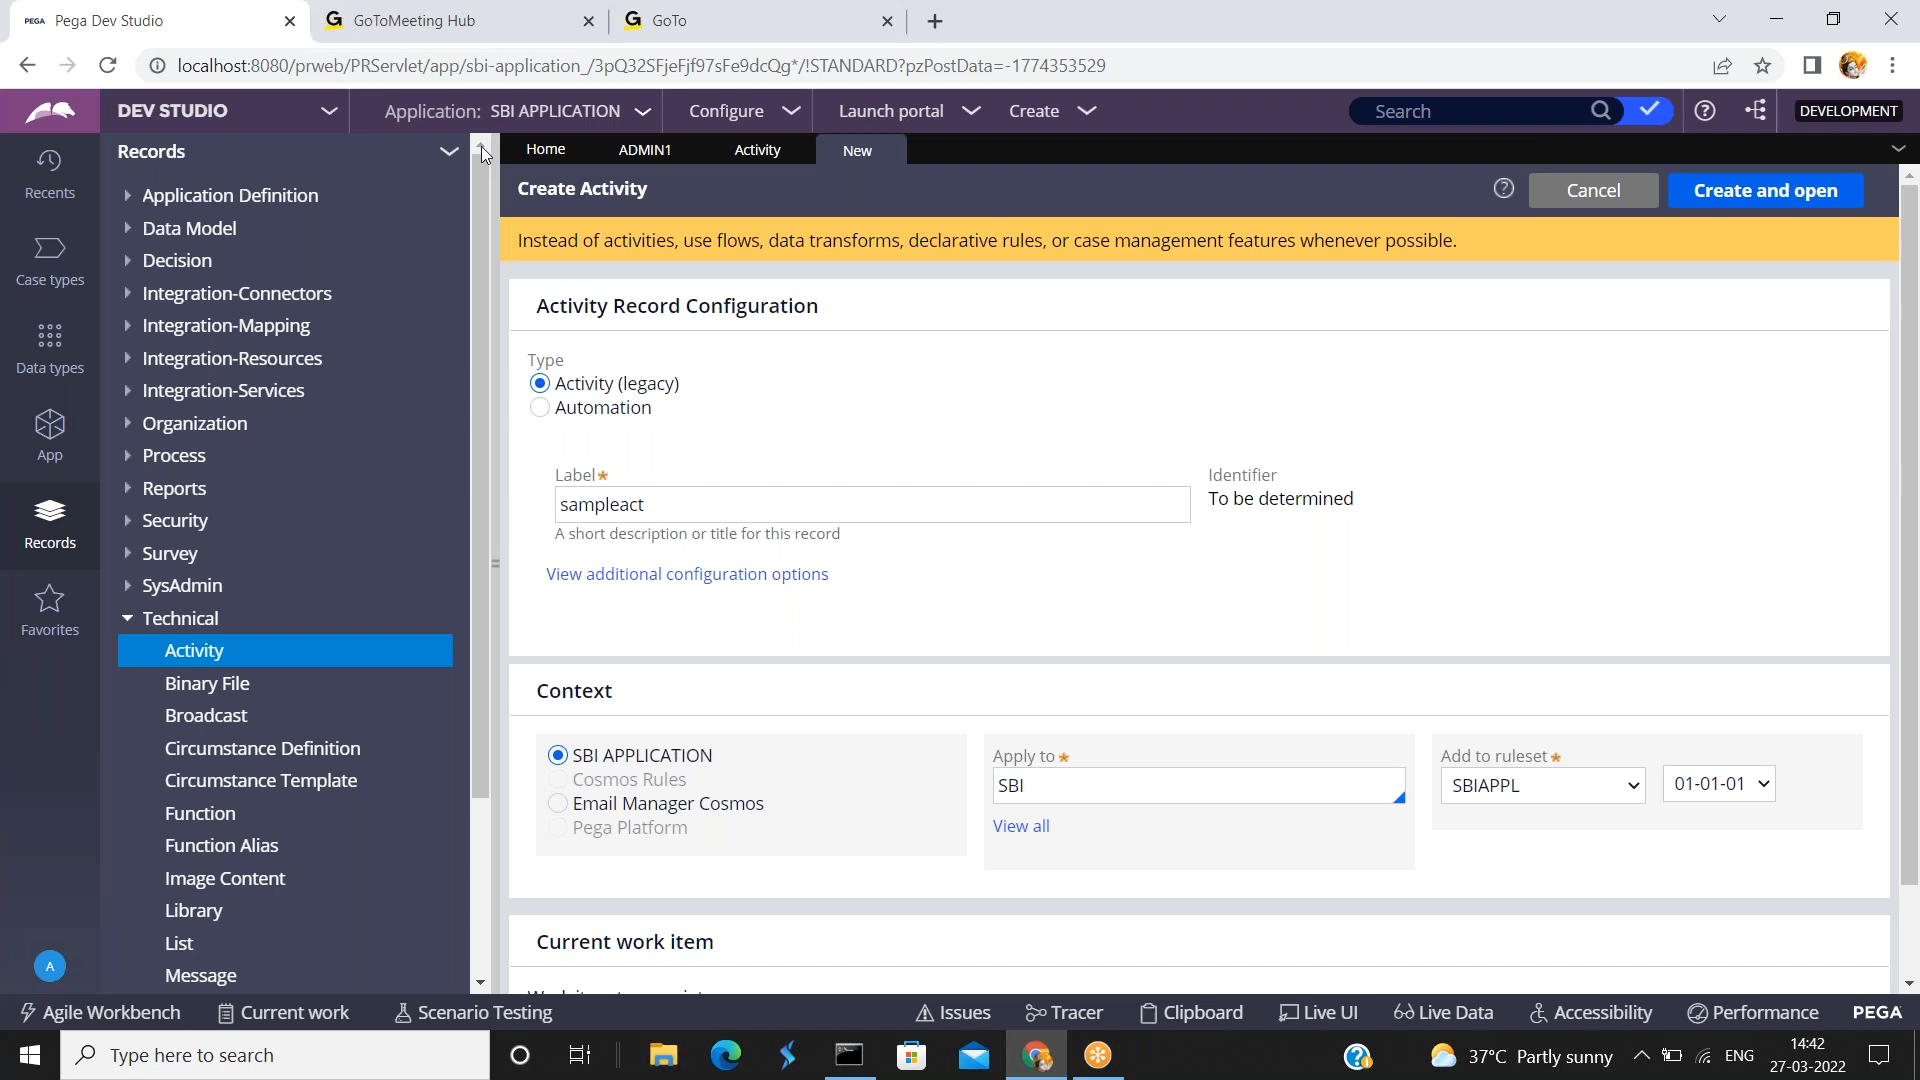 PEGA Pega Dev Studio
GoToMeeting Hub
GoTo
localhost:8080/prweb/PRServlet/app/sbi-application_/3pQ32SFjeFjf97sFe9dcQg*/!STANDARD?pzPostData=-1774353529
DEV STUDIO
Application: SBI APPLICATION
Configure
Launch portal
Create
Search
DEVELOPMENT
Recents
Case types
Data types
App
Records
Favorites
A
Records
Application Definition
Data Model
Decision
Integration-Connectors
Integration-Mapping
Integration-Resources
Integration-Services
Organization
Process
Reports
Security
Survey
SysAdmin
Technical
Activity
Binary File
Broadcast
Circumstance Definition
Circumstance Template
Function
Function Alias
Image Content
Library
List
Message
Home
ADMIN1
Activity
New
Create Activity
Cancel
Create and open
Instead of activities, use flows, data transforms, declarative rules, or case management features whenever possible.
Activity Record Configuration
Type
Activity (legacy)
Automation
Label*
sampleact
A short description or title for this record
Identifier
To be determined
View additional configuration options
Context
SBI APPLICATION
Cosmos Rules
Email Manager Cosmos
Pega Platform
Apply to *
SBI
View all
Add to ruleset *
SBIAPPL
01-01-01
Current work item
Agile Workbench
Current work
Scenario Testing
Issues
Tracer
Clipboard
Live UI
Live Data
Accessibility
Performance
PEGA
Type here to search
37°C Partly sunny
ENG
14:42
27-03-2022